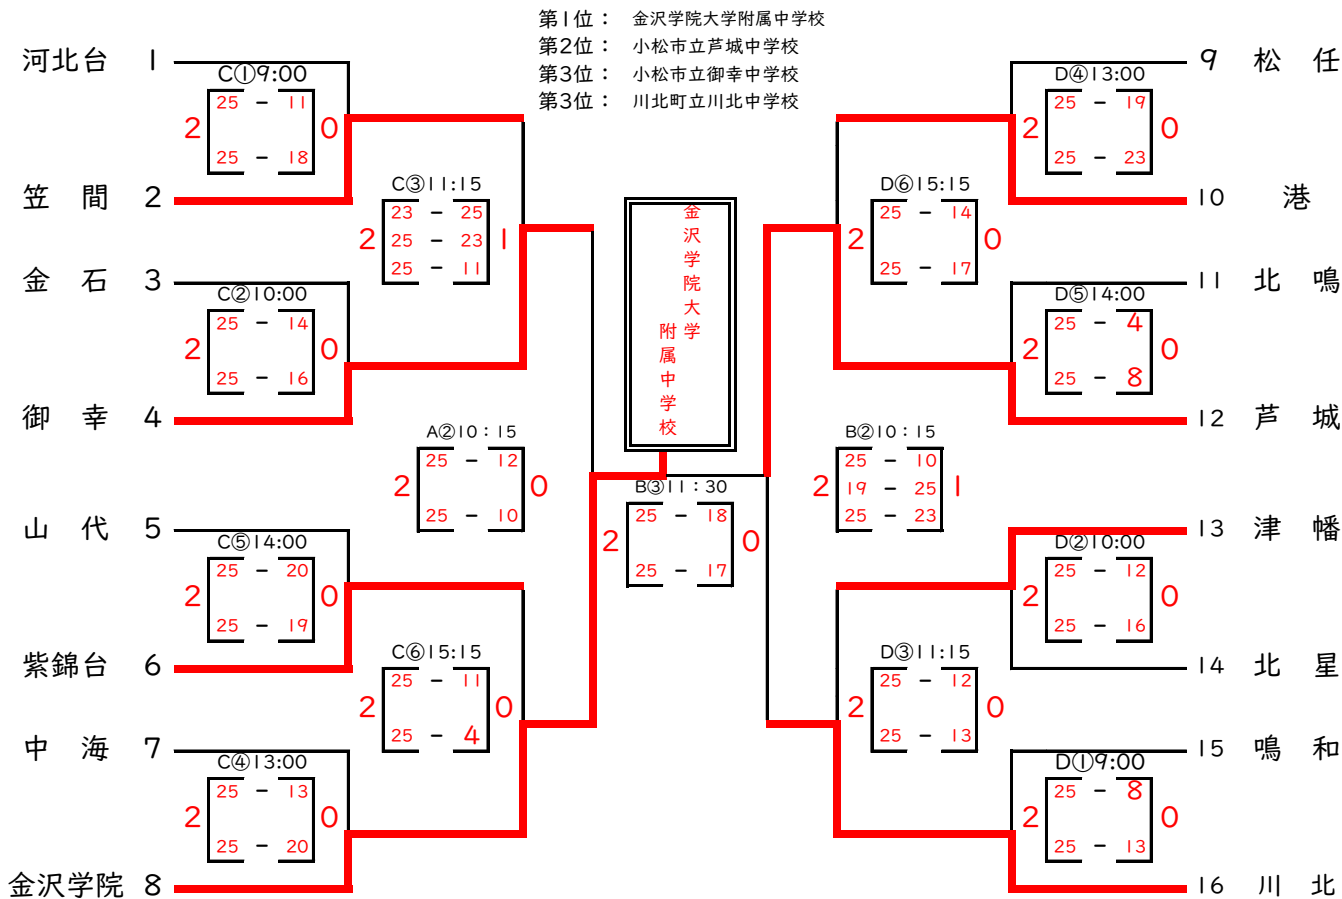 第1位： 金沢学院大学附属中学校
第2位： 小松市立芦城中学校
第3位： 小松市立御幸中学校
第3位： 川北町立川北中学校
河北台 1
C①9:00
25 - 11
2 0
25 - 18
笠間 2
C③11:15
23 - 25
2 25 - 23 1
25 - 11
金石 3
C②10:00
25 - 14
2 0
25 - 16
御幸 4
A②10：15
25 - 12
2 0
25 - 10
山代 5
C⑤14:00
25 - 20
2 0
25 - 19
紫錦台 6
C⑥15:15
25 - 11
2 0
25 - 4
中海 7
C④13:00
25 - 13
2 0
25 - 20
金沢学院 8
金沢学院大学
附属中学校
B③11：30
25 - 18
2 0
25 - 17
9 松任
D④13:00
25 - 19
2 0
25 - 23
10 港
D⑥15:15
25 - 14
2 0
25 - 17
11 北鳴
D⑤14:00
25 - 4
2 0
25 - 8
12 芦城
B②10：15
25 - 10
2 19 - 25 1
25 - 23
13 津幡
D②10:00
25 - 12
2 0
25 - 16
14 北星
D③11:15
25 - 12
2 0
25 - 13
15 鳴和
D①9:00
25 - 8
2 0
25 - 13
16 川北